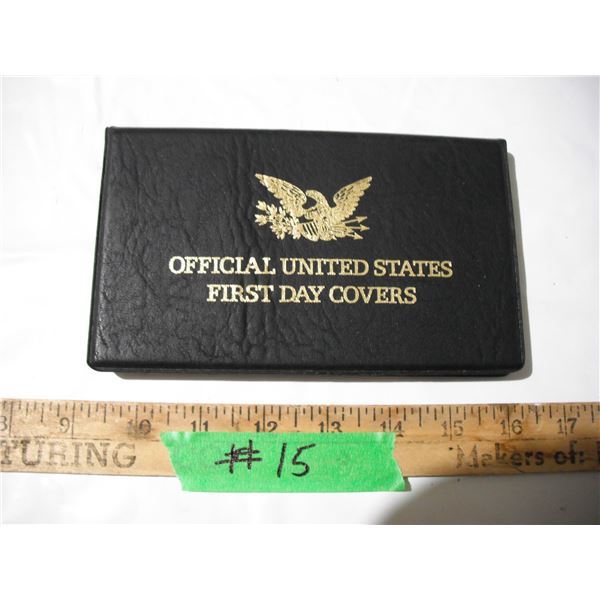 OFFICIAL UNITED STATES
FIRST DAY COVERS
8 9 10 11 12 13 14 15 16 17
TURING
# 15
Makers of: